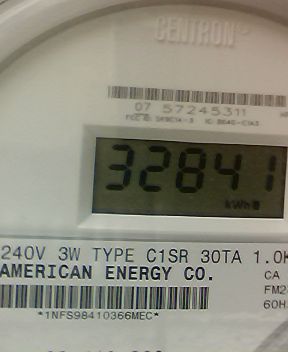 CENTRON®
07 57245311
32841
kWh
240V 3W TYPE C1SR 30TA 1.0K
AMERICAN ENERGY CO.
CA
FM2
60H
*1NFS98410366MEC*